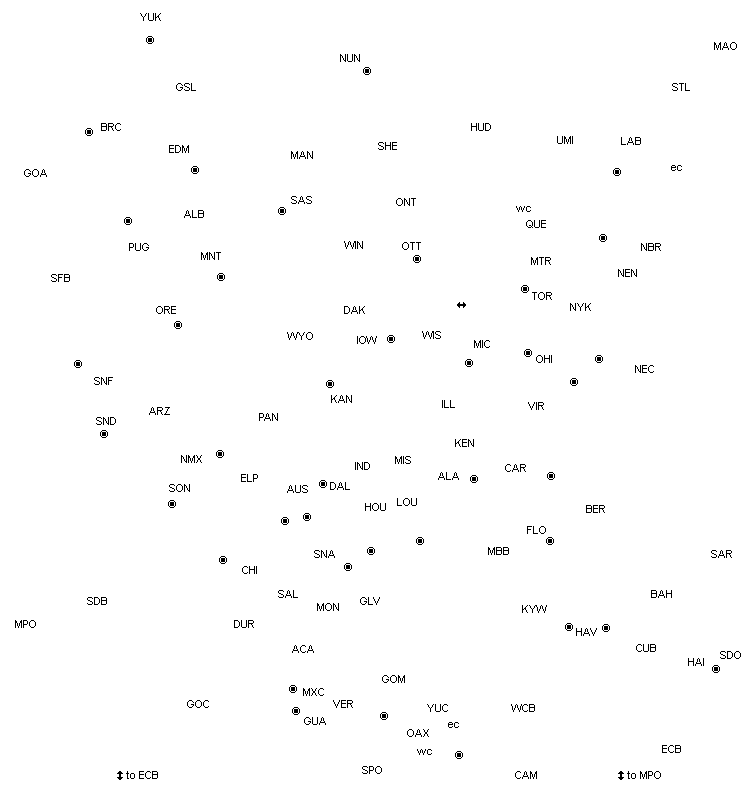 YUK
MAO
NUN
GSL
STL
BRC
HUD
UMI
LAB
EDM
MAN
SHE
GOA
ec
SAS
ONT
wc
ALB
QUE
PUG
WIN
OTT
NBR
MNT
MTR
NEN
SFB
TOR
ORE
DAK
↔
NYK
WYO
IOW
WIS
MIC
OHI
NEC
SNF
KAN
ARZ
PAN
ILL
VIR
SND
KEN
NMX
IND
MIS
CAR
ELP
AUS
DAL
ALA
SON
HOU
LOU
BER
FLO
SNA
MBB
SAR
CHI
SAL
BAH
SDB
MON
GLV
KYW
MPO
DUR
HAV
ACA
CUB
SDO
HAI
GOM
MXC
GOC
VER
YUC
WCB
GUA
ec
OAX
wc
ECB
SPO
CAM
↕ to ECB
↕ to MPO